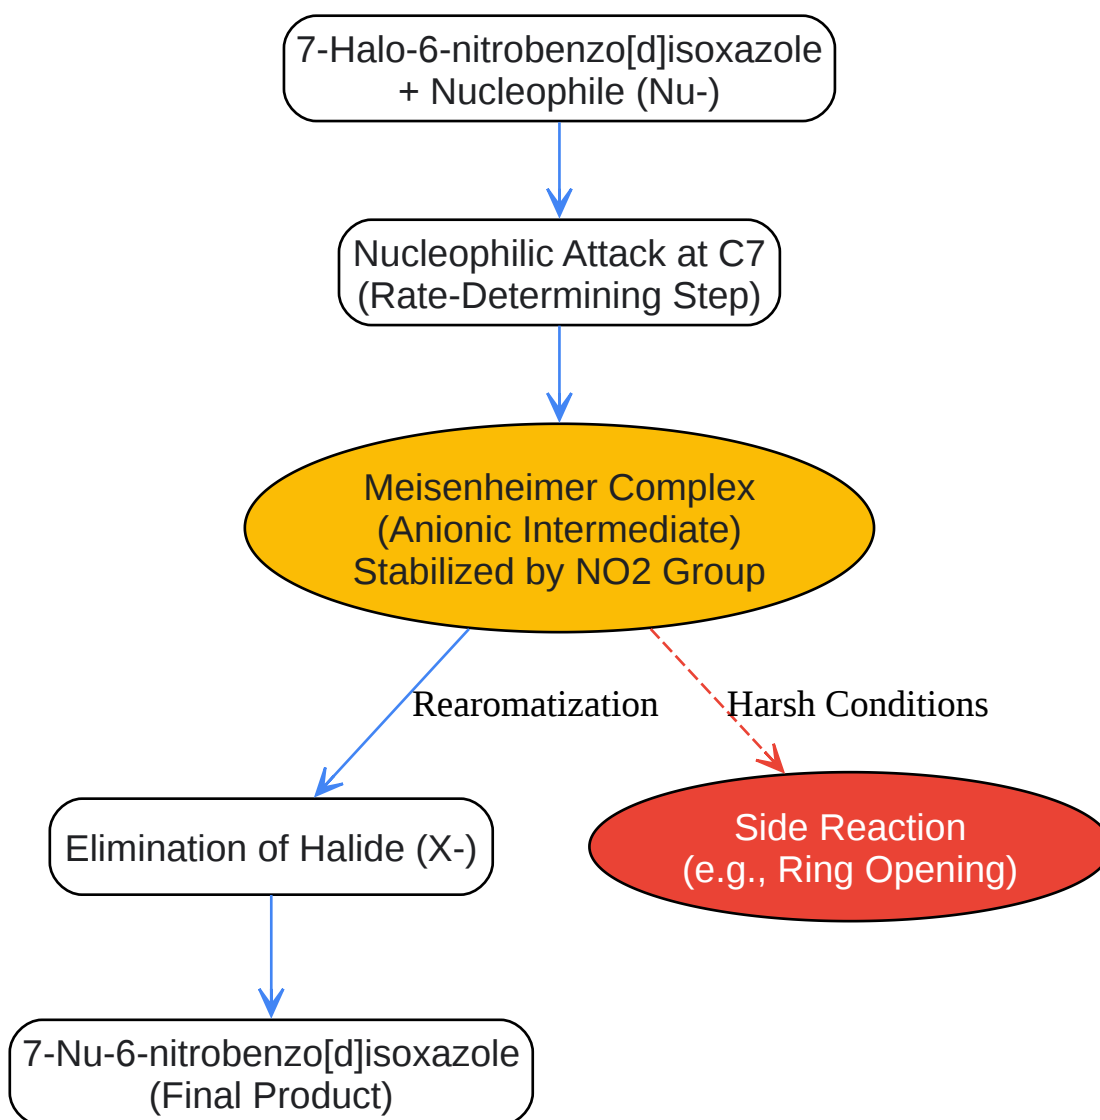 7-Halo-6-nitrobenzo[d]isoxazole
+ Nucleophile (Nu-)
Nucleophilic Attack at C7
(Rate-Determining Step)
Meisenheimer Complex
(Anionic Intermediate)
Stabilized by NO2 Group
Rearomatization
Harsh Conditions
Elimination of Halide (X-)
Side Reaction
(e.g., Ring Opening)
7-Nu-6-nitrobenzo[d]isoxazole
(Final Product)